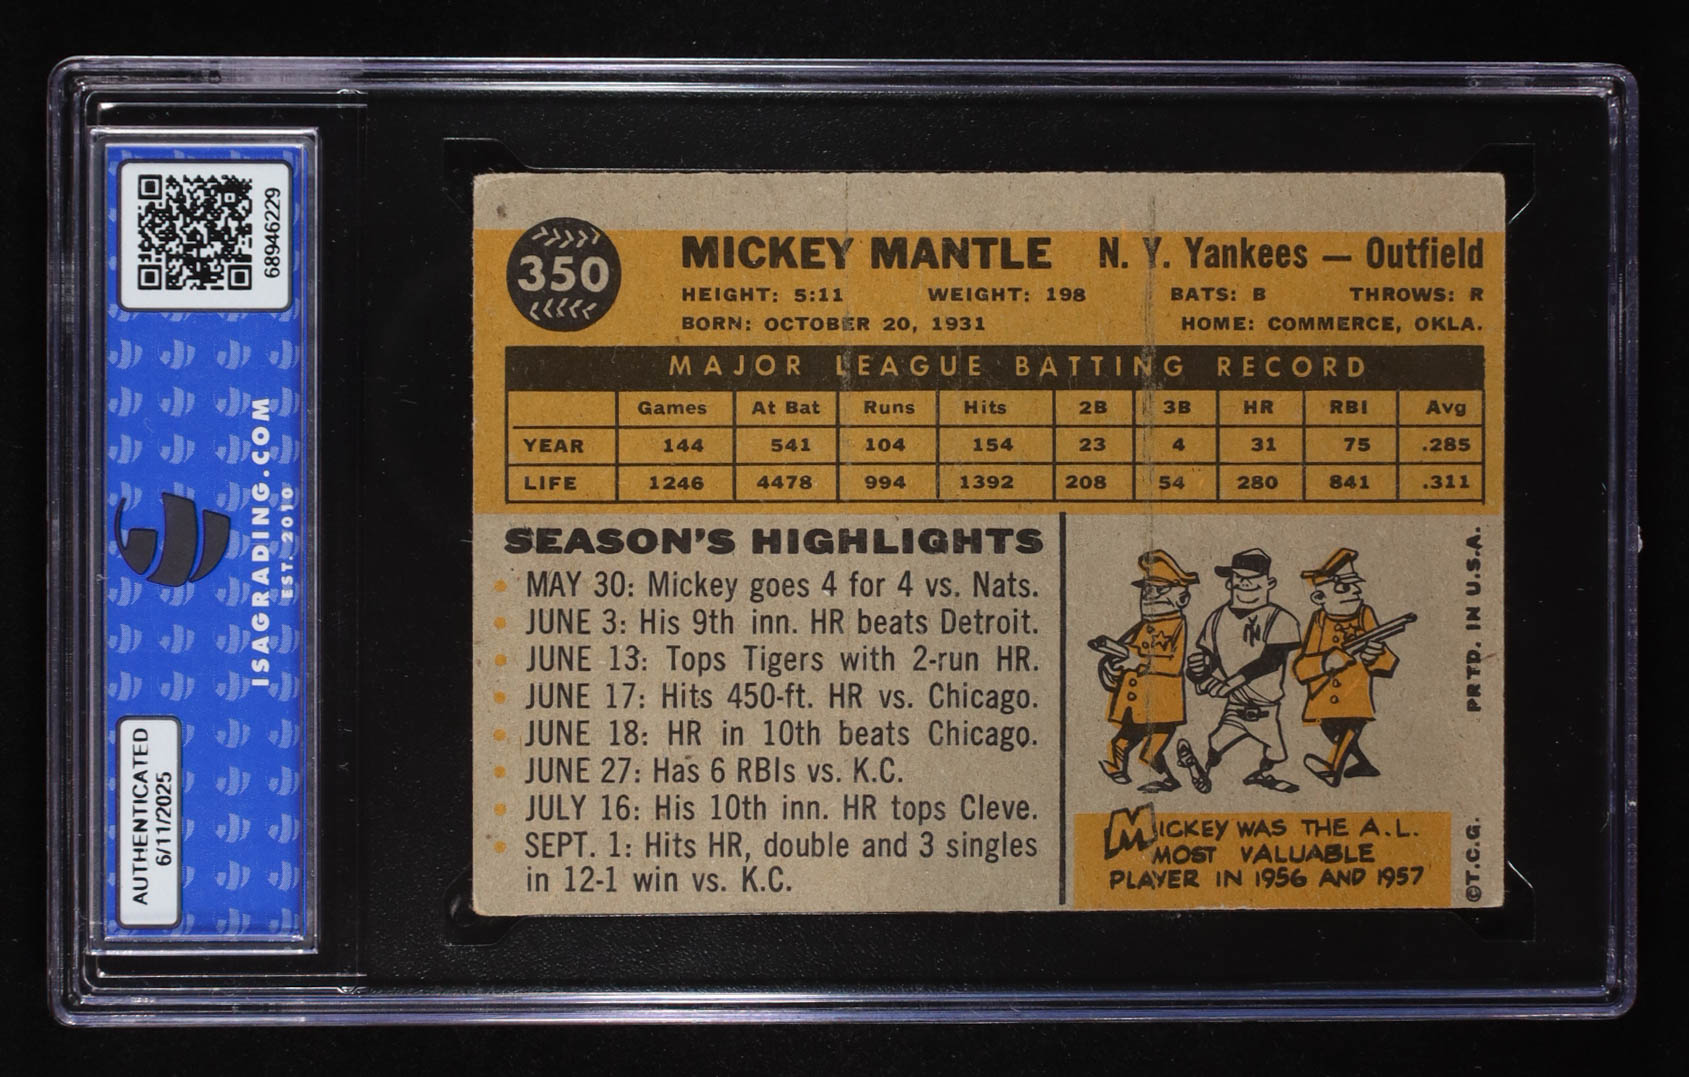 68946229
ISAGRADING.COM
EST. 2010
AUTHENTICATED
6/11/2025
350
MICKEY MANTLE N. Y. Yankees — Outfield
HEIGHT: 5:11 WEIGHT: 198 BATS: B THROWS: R
BORN: OCTOBER 20, 1931 HOME: COMMERCE, OKLA.
MAJOR LEAGUE BATTING RECORD
Games At Bat Runs Hits 2B 3B HR RBI Avg
YEAR 144 541 104 154 23 4 31 75 .285
LIFE 1246 4478 994 1392 208 54 280 841 .311
SEASON'S HIGHLIGHTS
MAY 30: Mickey goes 4 for 4 vs. Nats.
JUNE 3: His 9th inn. HR beats Detroit.
JUNE 13: Tops Tigers with 2-run HR.
JUNE 17: Hits 450-ft. HR vs. Chicago.
JUNE 18: HR in 10th beats Chicago.
JUNE 27: Has 6 RBIs vs. K.C.
JULY 16: His 10th inn. HR tops Cleve.
SEPT. 1: Hits HR, double and 3 singles
in 12-1 win vs. K.C.
NY
MICKEY WAS THE A.L.
MOST VALUABLE
PLAYER IN 1956 AND 1957
©T.C.G. PRTD. IN U.S.A.